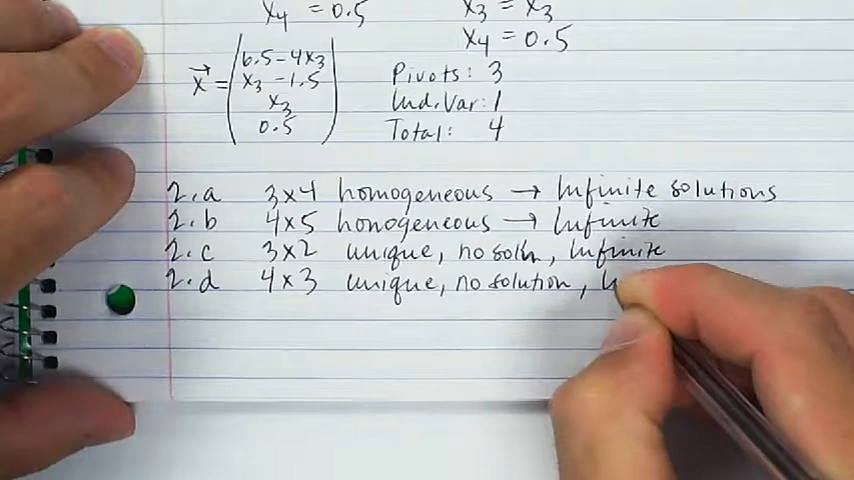 x₄ = 0.5
x₃ = x₃
x₄ = 0.5
x⃗ = (6.5-4x₃
x₃ -1.5
x₃
0.5)
Pivots: 3
Ind.Var: 1
Total: 4
2.a 3x4 homogeneous → Infinite solutions
2.b 4x5 homogeneous → Infinite
2.c 3x2 unique, no soln, Infinite
2.d 4x3 unique, no solution,